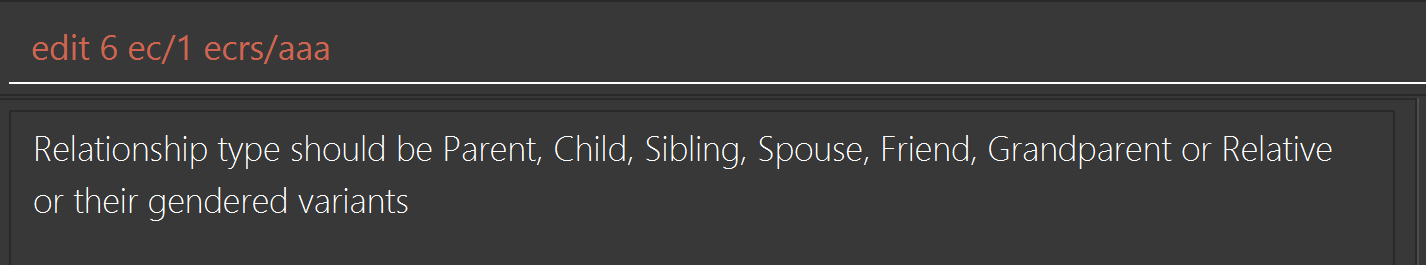 edit 6 ec/1 ecrs/aaa
Relationship type should be Parent, Child, Sibling, Spouse, Friend, Grandparent or Relative
or their gendered variants